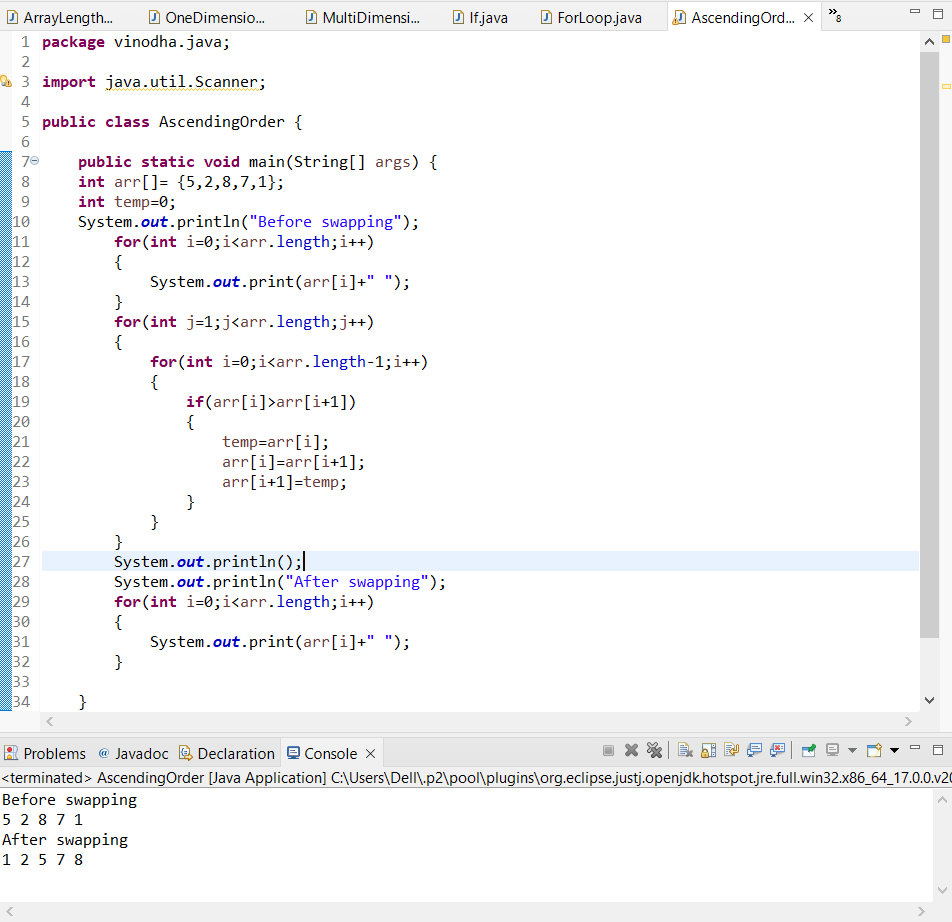 ArrayLength... OneDimensio... MultiDimensi... If.java ForLoop.java AscendingOrd... »8
1 package vinodha.java;
2
3 import java.util.Scanner;
4
5 public class AscendingOrder {
6
7 public static void main(String[] args) {
8 int arr[]= {5,2,8,7,1};
9 int temp=0;
10 System.out.println("Before swapping");
11 for(int i=0;i<arr.length;i++)
12 {
13 System.out.print(arr[i]+" ");
14 }
15 for(int j=1;j<arr.length;j++)
16 {
17 for(int i=0;i<arr.length-1;i++)
18 {
19 if(arr[i]>arr[i+1])
20 {
21 temp=arr[i];
22 arr[i]=arr[i+1];
23 arr[i+1]=temp;
24 }
25 }
26 }
27 System.out.println();
28 System.out.println("After swapping");
29 for(int i=0;i<arr.length;i++)
30 {
31 System.out.print(arr[i]+" ");
32 }
33
34 }
Problems @ Javadoc Declaration Console
<terminated> AscendingOrder [Java Application] C:\Users\Dell\.p2\pool\plugins\org.eclipse.justj.openjdk.hotspot.jre.full.win32.x86_64_17.0.0.v20
Before swapping
5 2 8 7 1
After swapping
1 2 5 7 8